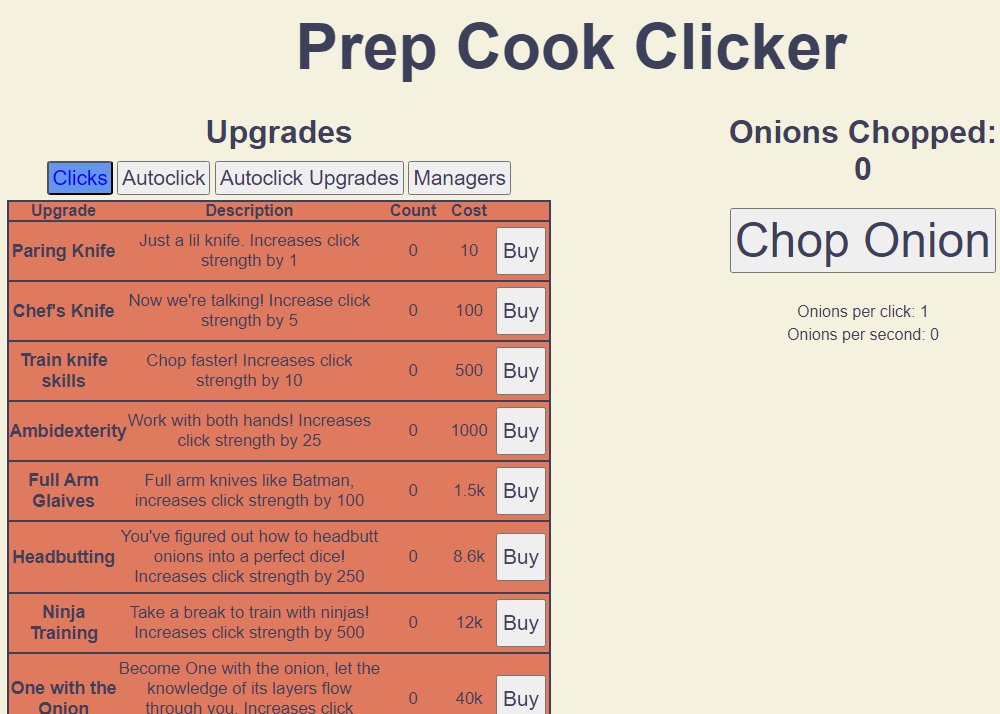 Prep Cook Clicker
Upgrades
Clicks Autoclick Autoclick Upgrades Managers
Upgrade Description Count Cost
Paring Knife Just a lil knife. Increases click strength by 1 0 10 Buy
Chef's Knife Now we're talking! Increase click strength by 5 0 100 Buy
Train knife skills Chop faster! Increases click strength by 10 0 500 Buy
Ambidexterity Work with both hands! Increases click strength by 25 0 1000 Buy
Full Arm Glaives Full arm knives like Batman, increases click strength by 100 0 1.5k Buy
Headbutting You've figured out how to headbutt onions into a perfect dice! Increases click strength by 250 0 8.6k Buy
Ninja Training Take a break to train with ninjas! Increases click strength by 500 0 12k Buy
One with the Onion Become One with the onion, let the knowledge of its layers flow through you. Increases click 0 40k Buy
Onions Chopped:
0
Chop Onion
Onions per click: 1
Onions per second: 0